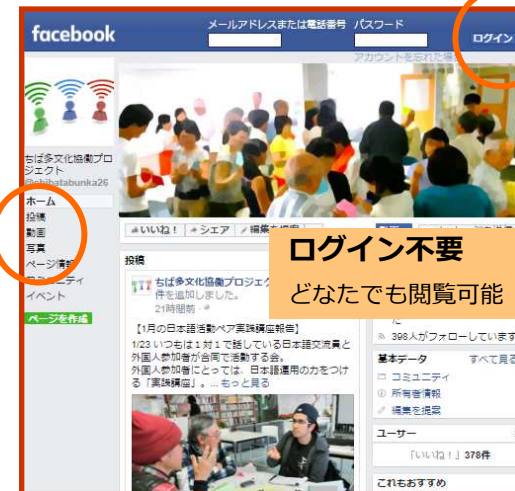 facebook
メールアドレスまたは電話番号 パスワード
ログイン
アカウントを忘れた場合
ちば多文化協働プロ
ジェクト
@chibatabunka26
ホーム
投稿
動画
写真
ページ情報
コミュニティ
イベント
ページを作成
いいね! シェア 編集を
ログイン不要
どなたでも閲覧可能
投稿
ちば多文化協働プロジェク
件を追加しました。
21時間前
【1月の日本語活動ペア実践講座報告】
1/23 いつもは1対1で話している日本語交流員と
外国人参加者が合同で活動する会。
外国人参加者にとっては、日本語運用の力をつけ
る「実践講座」。... もっと見る
た
398人がフォローしています
基本データ すべて見る
コミュニティ
所有者情報
編集を提案
ユーザー
「いいね!」378件
これもおすすめ